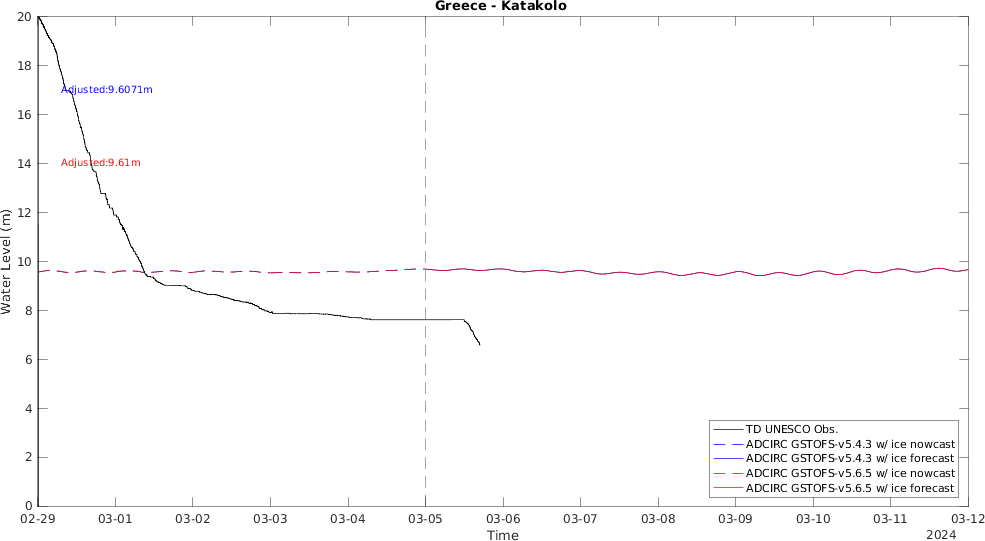 Greece - Katakolo
20
18
16
14
12
10
8
6
4
2
0
Water Level (m)
Adjusted:9.6071m
Adjusted:9.61m
TD UNESCO Obs.
ADCIRC GSTOFS-v5.4.3 w/ ice nowcast
ADCIRC GSTOFS-v5.4.3 w/ ice forecast
ADCIRC GSTOFS-v5.6.5 w/ ice nowcast
ADCIRC GSTOFS-v5.6.5 w/ ice forecast
02-29 03-01 03-02 03-03 03-04 03-05 03-06 03-07 03-08 03-09 03-10 03-11 03-12
Time
2024